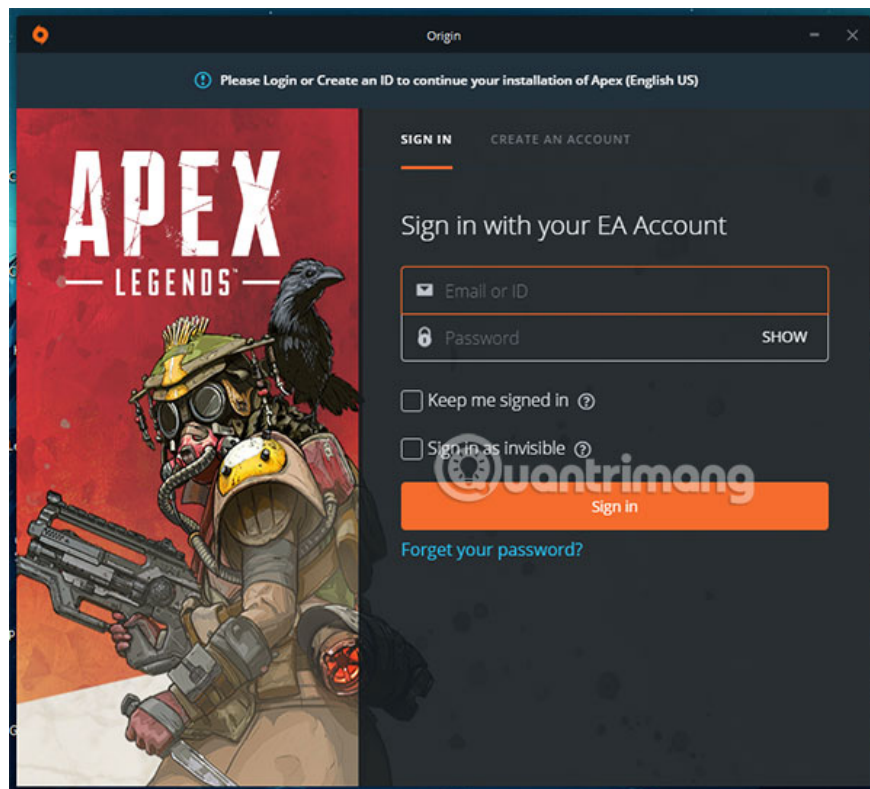 Origin
Please Login or Create an ID to continue your installation of Apex (English US)
SIGN IN CREATE AN ACCOUNT
APEX
LEGENDS™
Sign in with your EA Account
Email or ID
Password SHOW
Keep me signed in
Sign in as invisible
Quantrimang
Sign in
Forget your password?